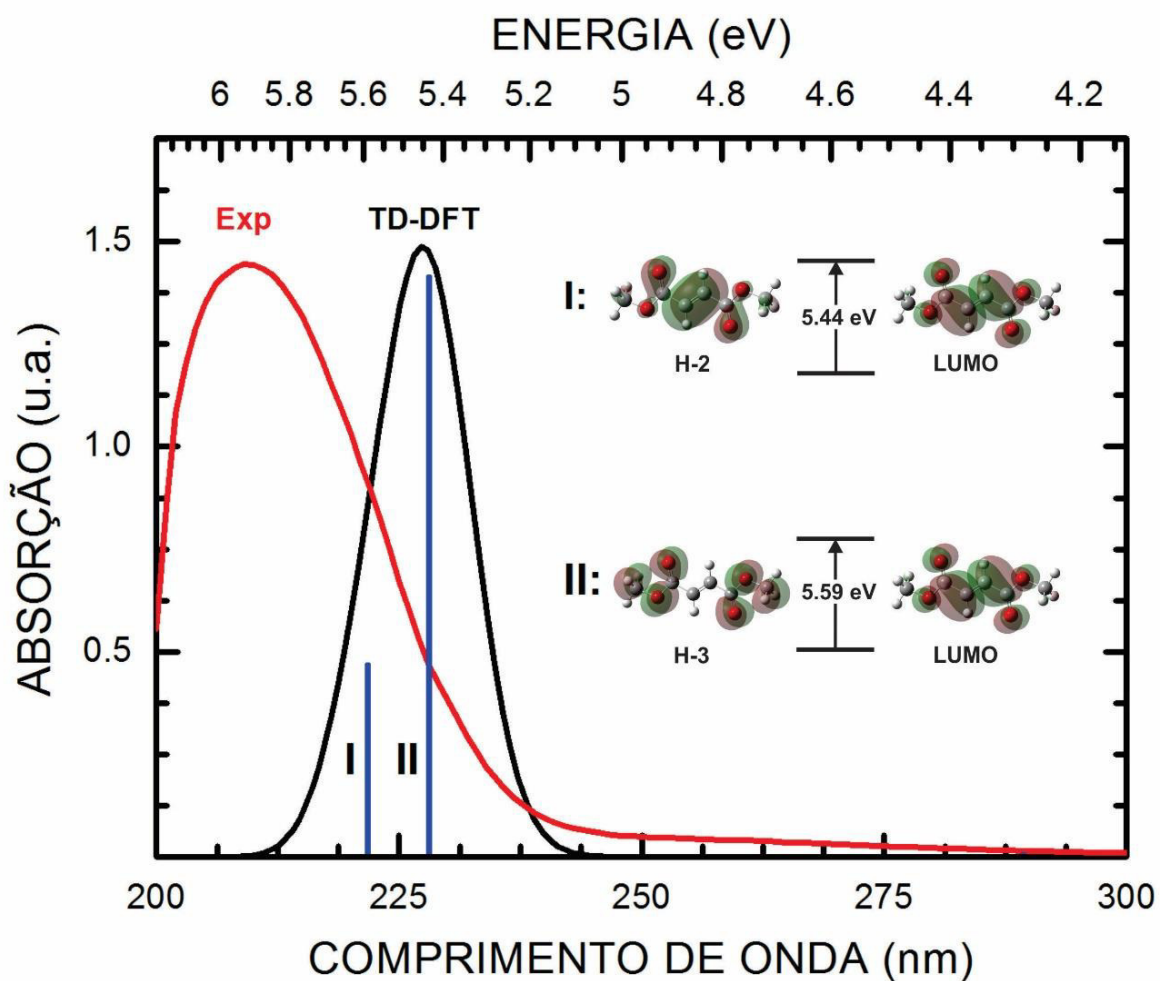 ENERGIA (eV)
6 5.8 5.6 5.4 5.2 5 4.8 4.6 4.4 4.2
Exp TD-DFT
I: 5.44 eV
H-2 LUMO
II: 5.59 eV
H-3 LUMO
I II
1.5
1.0
0.5
ABSORÇÃO (u.a.)
200 225 250 275 300
COMPRIMENTO DE ONDA (nm)